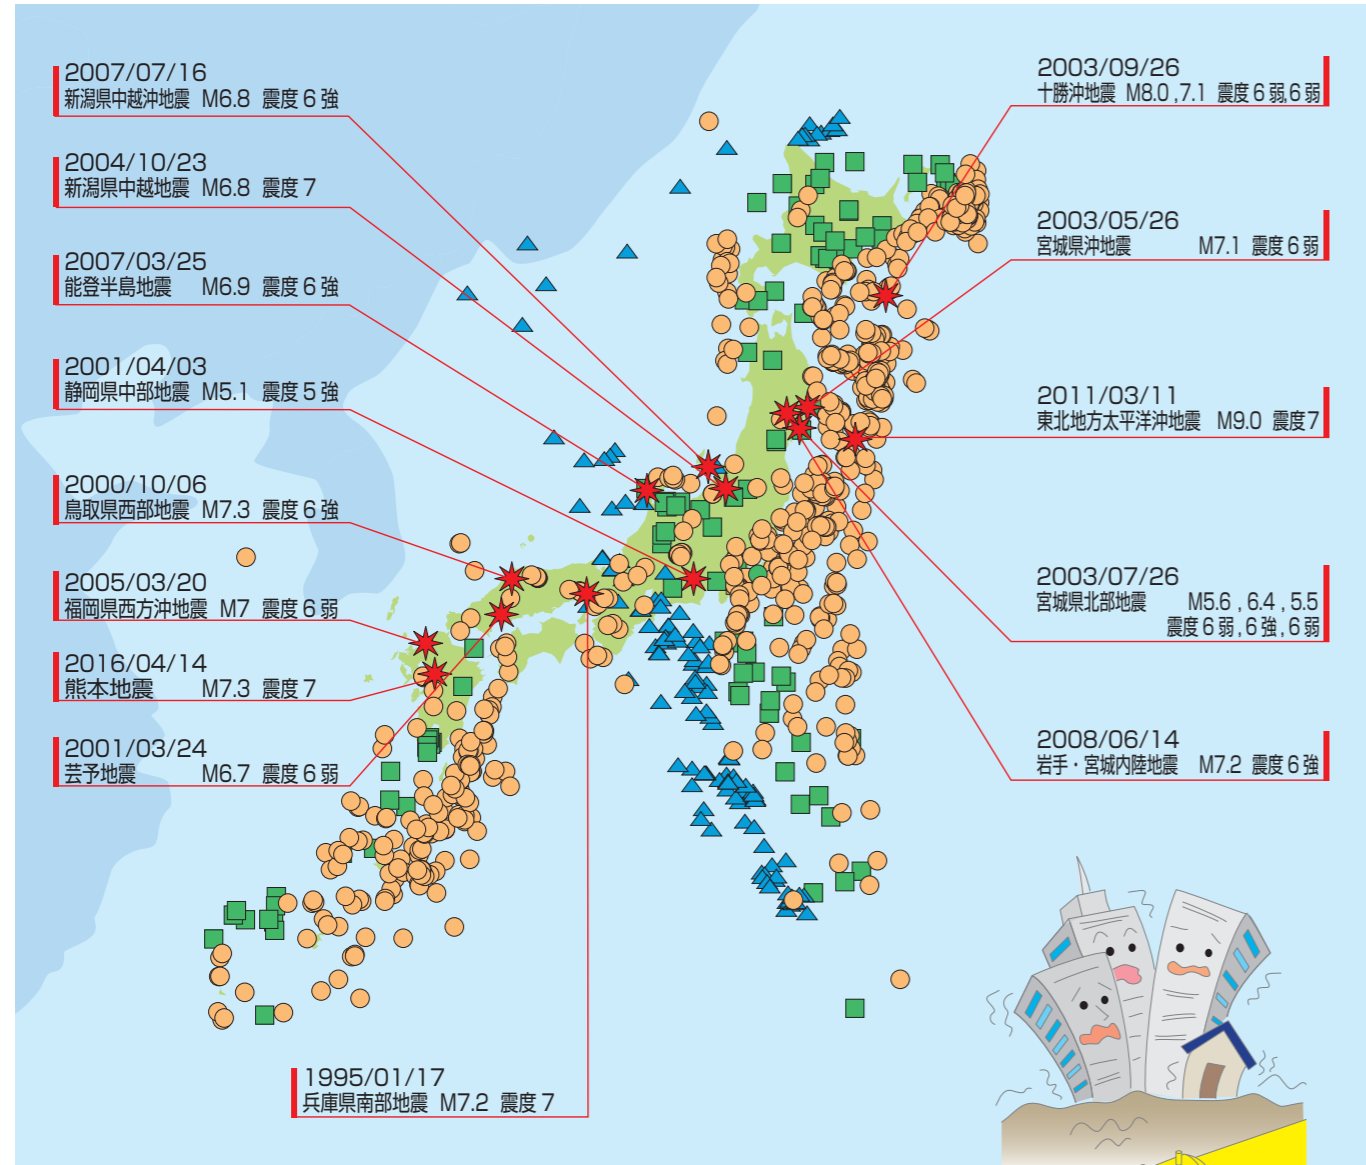 2007/07/16
新潟県中越沖地震 M6.8 震度6強
2004/10/23
新潟県中越地震 M6.8 震度7
2007/03/25
能登半島地震 M6.9 震度6強
2001/04/03
静岡県中部地震 M5.1 震度5強
2000/10/06
鳥取県西部地震 M7.3 震度6強
2005/03/20
福岡県西方沖地震 M7 震度6弱
2016/04/14
熊本地震 M7.3 震度7
2001/03/24
芸予地震 M6.7 震度6弱
1995/01/17
兵庫県南部地震 M7.2 震度7
2003/09/26
十勝沖地震 M8.0 ,7.1 震度6弱,6弱
2003/05/26
宮城県沖地震 M7.1 震度6弱
2011/03/11
東北地方太平洋沖地震 M9.0 震度7
2003/07/26
宮城県北部地震 M5.6 , 6.4 , 5.5
震度6弱 , 6強 , 6弱
2008/06/14
岩手・宮城内陸地震 M7.2 震度6強